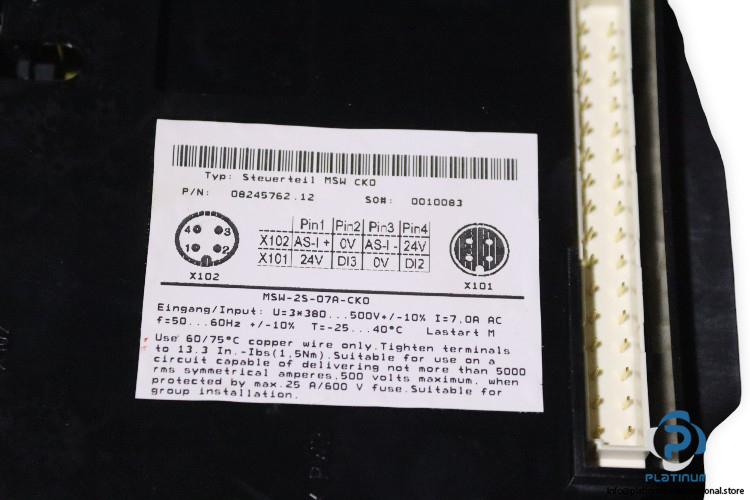 Typ: Steuerteil MSW CKO
P/N: 08245762.12 SO#: 0010083
Pin1 Pin2 Pin3 Pin4
X102 AS-I + 0V AS-I - 24V
X101 24V DI3 0V DI2
4 3
1 2
X102
X101
MSW-2S-07A-CKO
Eingang/Input: U=3*380...500V+/-10% I=7.0A AC
f=50...60Hz +/-10% T=-25...40°C Lastart M
Use 60/75°C copper wire only.Tighten terminals
to 13.3 In.-lbs(1,5Nm).Suitable for use on a
circuit capable of delivering not more than 5000
rms symmetrical amperes,500 volts maximum, when
protected by max.25 A/600 V fuse.Suitable for
group installation.
PLATINUM